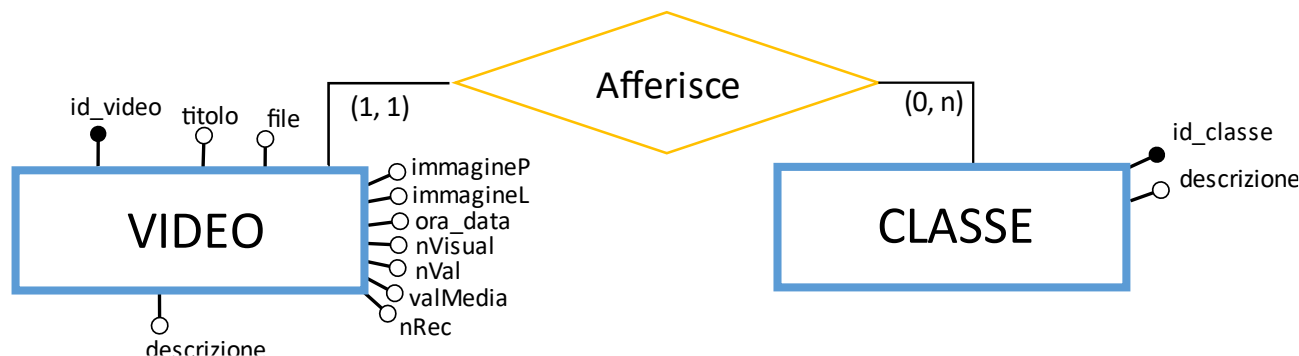 Afferisce
(1, 1)
(0, n)
id_video
titolo
file
VIDEO
immagineP
immagineL
ora_data
nVisual
nVal
valMedia
nRec
descrizione
CLASSE
id_classe
descrizione